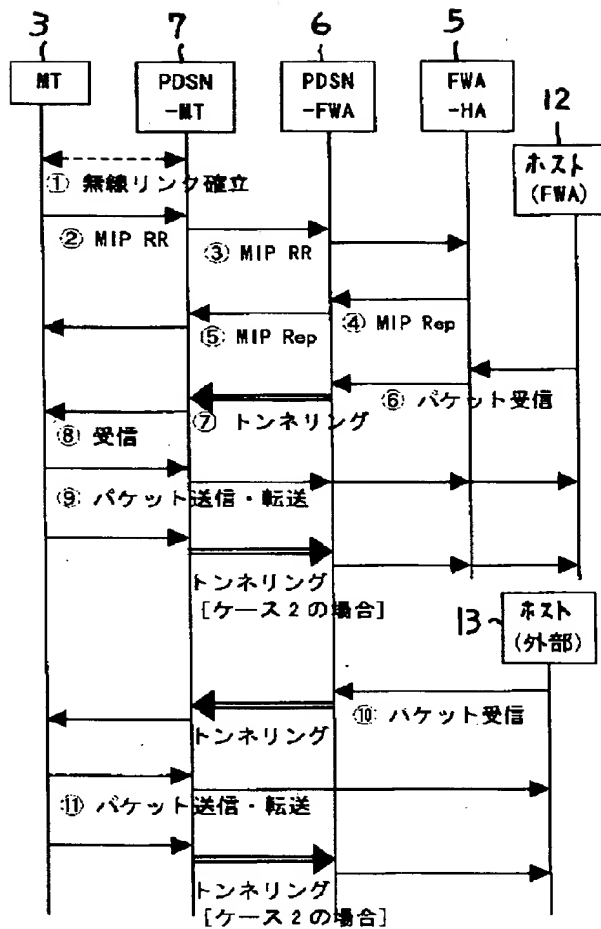 3 7 6 5
MT PDSN FWA
PDSN
-MT
PDSN
-FWA
FWA
-HA
12
ホスト
(FWA)
① 無線リンク確立
② MIP RR
③ MIP RR
④ MIP Rep
⑤ MIP Rep
⑥ パケット受信
⑦ トンネリング
⑧ 受信
⑨ パケット送信・転送
トンネリング
[ケース2の場合]
13
ホスト
(外部)
⑩ パケット受信
トンネリング
⑪ パケット送信・転送
トンネリング
[ケース2の場合]